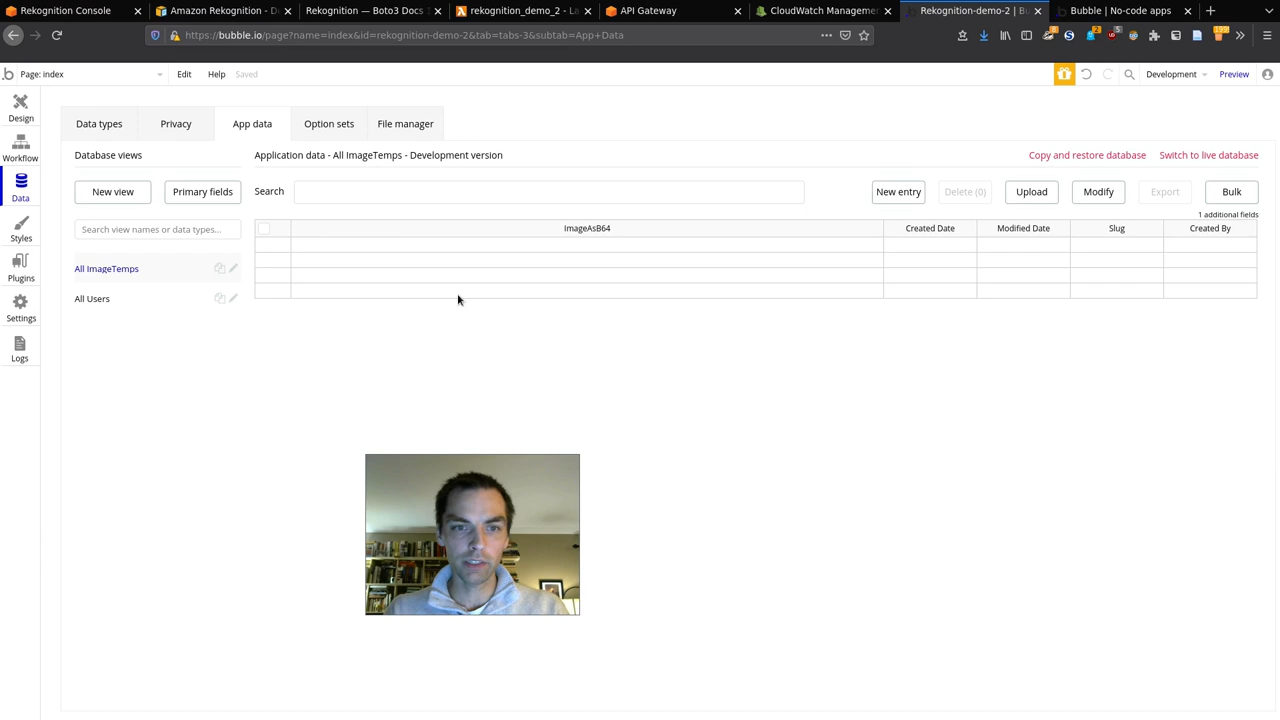 Rekognition Console
Amazon Rekognition - D
Rekognition — Boto3 Docs
rekognition_demo_2 - La
API Gateway
CloudWatch Managemen
Rekognition-demo-2 | Bu
Bubble | No-code apps
https://bubble.io/page?name=index&id=rekognition-demo-2&tab=tabs-3&subtab=App+Data
Page: index
Edit
Help
Saved
Development
Preview
Design
Workflow
Data
Styles
Plugins
Settings
Logs
Data types
Privacy
App data
Option sets
File manager
Database views
Application data - All ImageTemps - Development version
Copy and restore database
Switch to live database
New view
Primary fields
Search
New entry
Delete (0)
Upload
Modify
Export
Bulk
1 additional fields
Search view names or data types...
ImageAsB64
Created Date
Modified Date
Slug
Created By
All ImageTemps
All Users